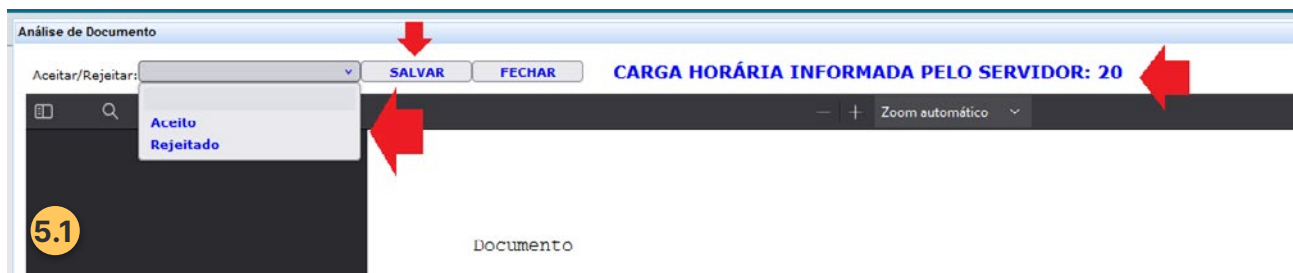 Análise de Documento
Aceitar/Rejeitar: SALVAR FECHAR CARGA HORÁRIA INFORMADA PELO SERVIDOR: 20
Zoom automático
Aceito
Rejeitado
5.1
Documento